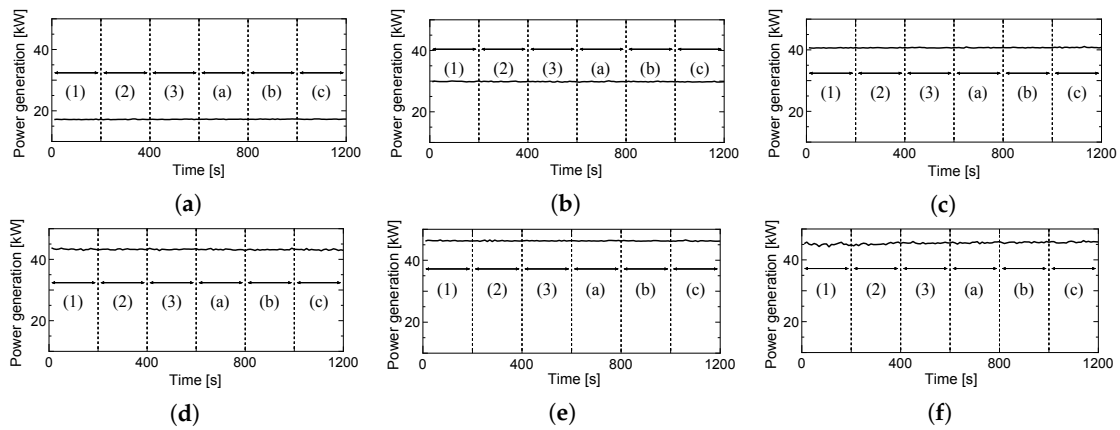 Power generation [kW]
40
20
(1) (2) (3) (a) (b) (c)
0 400 800 1200
Time [s]
(a)
Power generation [kW]
40
20
(1) (2) (3) (a) (b) (c)
0 400 800 1200
Time [s]
(b)
Power generation [kW]
40
20
(1) (2) (3) (a) (b) (c)
0 400 800 1200
Time [s]
(c)
Power generation [kW]
40
20
(1) (2) (3) (a) (b) (c)
0 400 800 1200
Time [s]
(d)
Power generation [kW]
40
20
(1) (2) (3) (a) (b) (c)
0 400 800 1200
Time [s]
(e)
Power generation [kW]
40
20
(1) (2) (3) (a) (b) (c)
0 400 800 1200
Time [s]
(f)